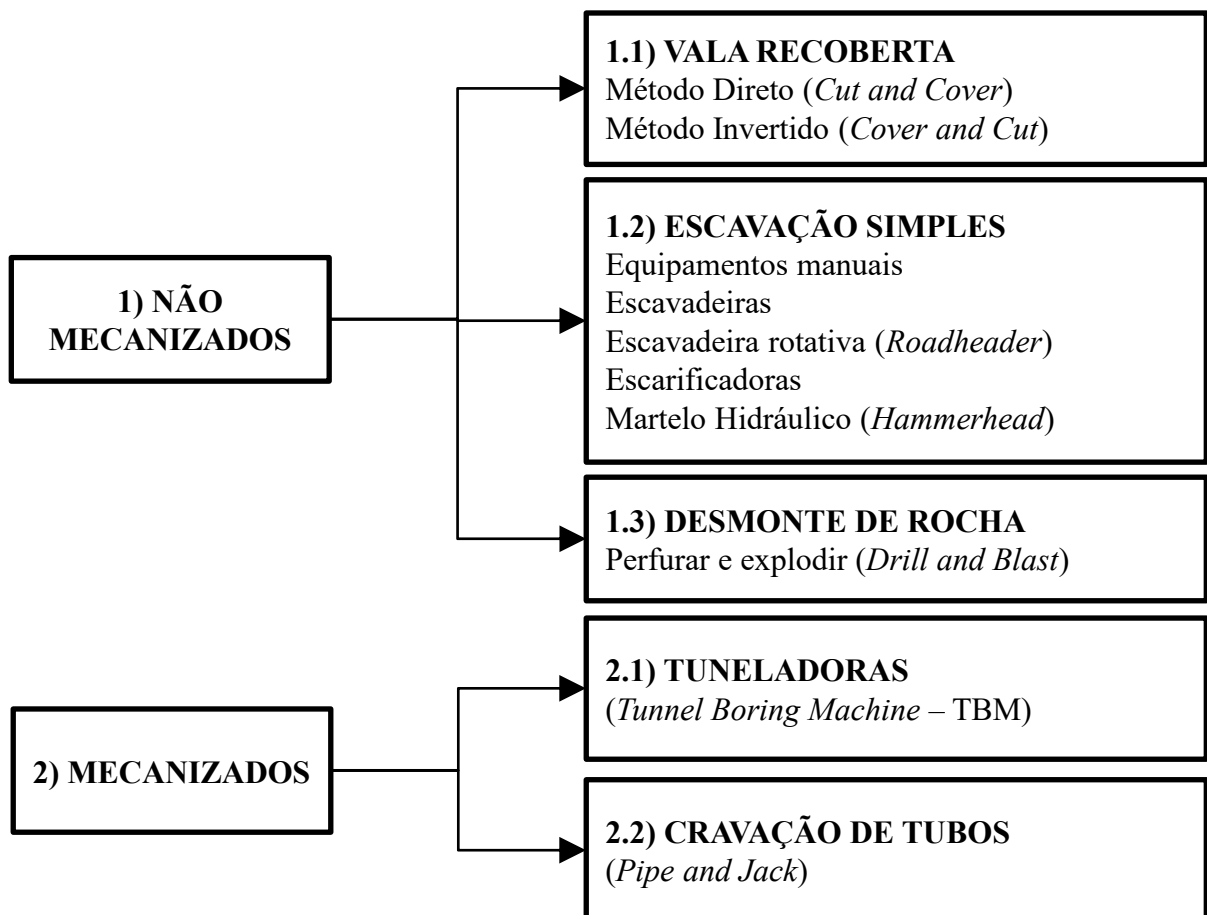 1) NÃO
MECANIZADOS
1.1) VALA RECOBERTA
Método Direto (Cut and Cover)
Método Invertido (Cover and Cut)
1.2) ESCAVAÇÃO SIMPLES
Equipamentos manuais
Escavadeiras
Escavadeira rotativa (Roadheader)
Escarificadoras
Martelo Hidráulico (Hammerhead)
1.3) DESMONTE DE ROCHA
Perfurar e explodir (Drill and Blast)
2) MECANIZADOS
2.1) TUNELADORAS
(Tunnel Boring Machine – TBM)
2.2) CRAVAÇÃO DE TUBOS
(Pipe and Jack)